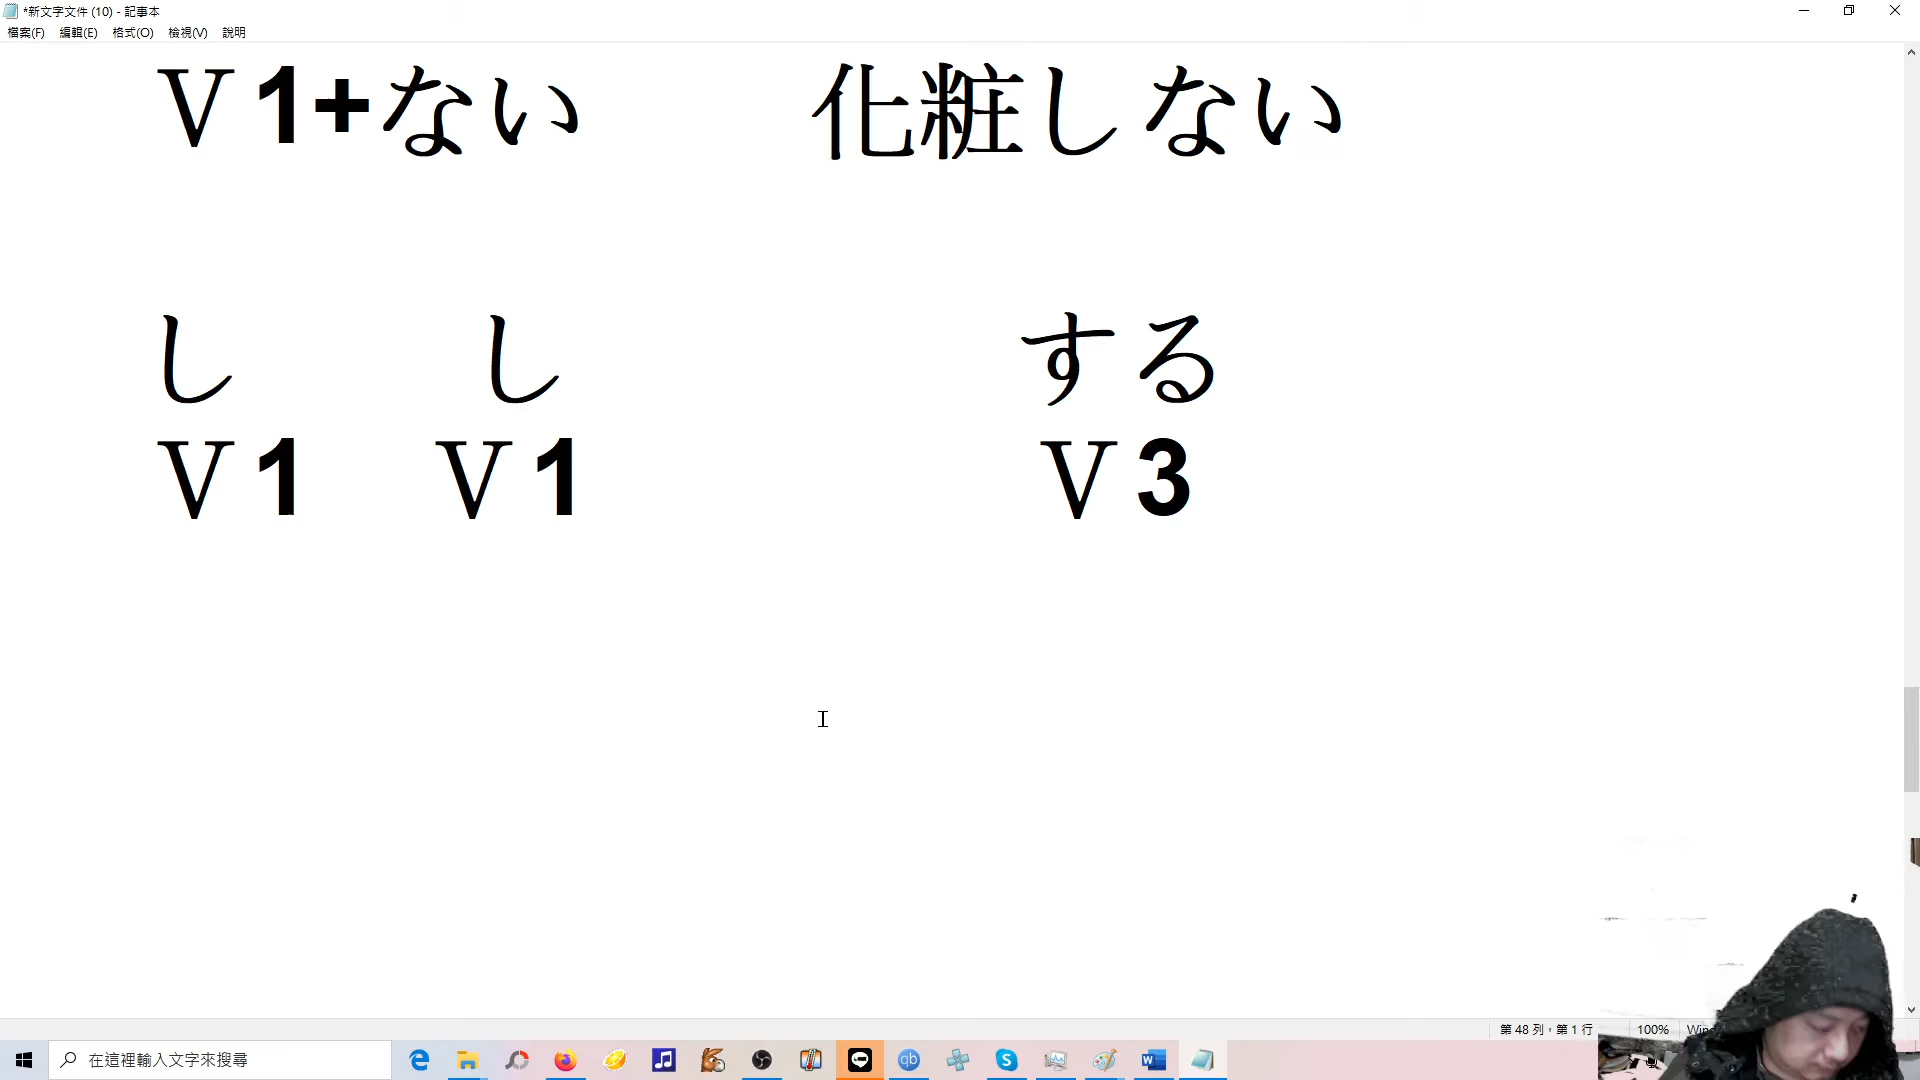 *新文字文件 (10) - 記事本
檔案(F) 編輯(E) 格式(O) 檢視(V) 說明
V 1+ない 化粧しない
し し する
V 1 V 1 V 3
第 48 列，第 1 行 100% Win
在這裡輸入文字來搜尋